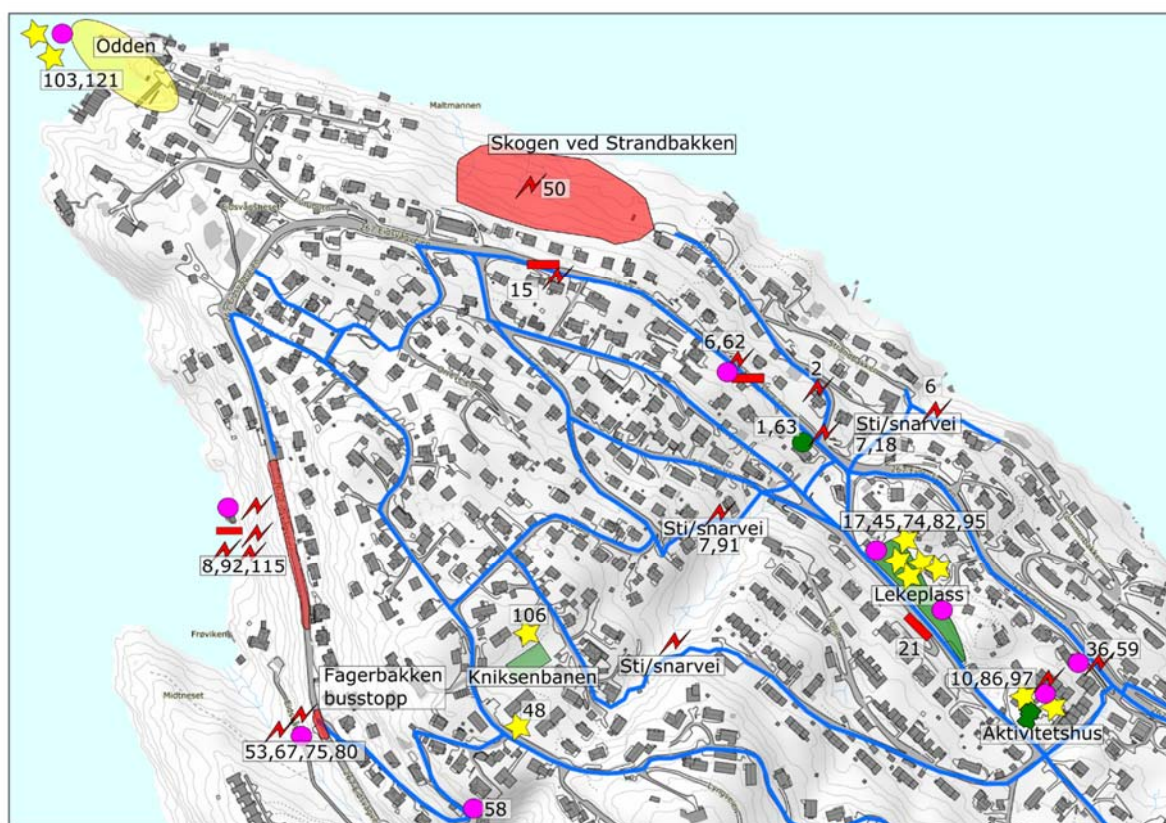 Odden
103,121
Maltmannen
Skogen ved Strandbakken
50
15
6,62
2
6
1,63
Sti/snarvei
7,18
Sti/snarvei
7,91
17,45,74,82,95
8,92,115
Lekeplass
Frøviken
106
21
Sti/snarvei
36,59
Kniksenbanen
10,86,97
Fagerbakken
busstopp
Midtneset
48
Aktivitetshus
53,67,75,80
58